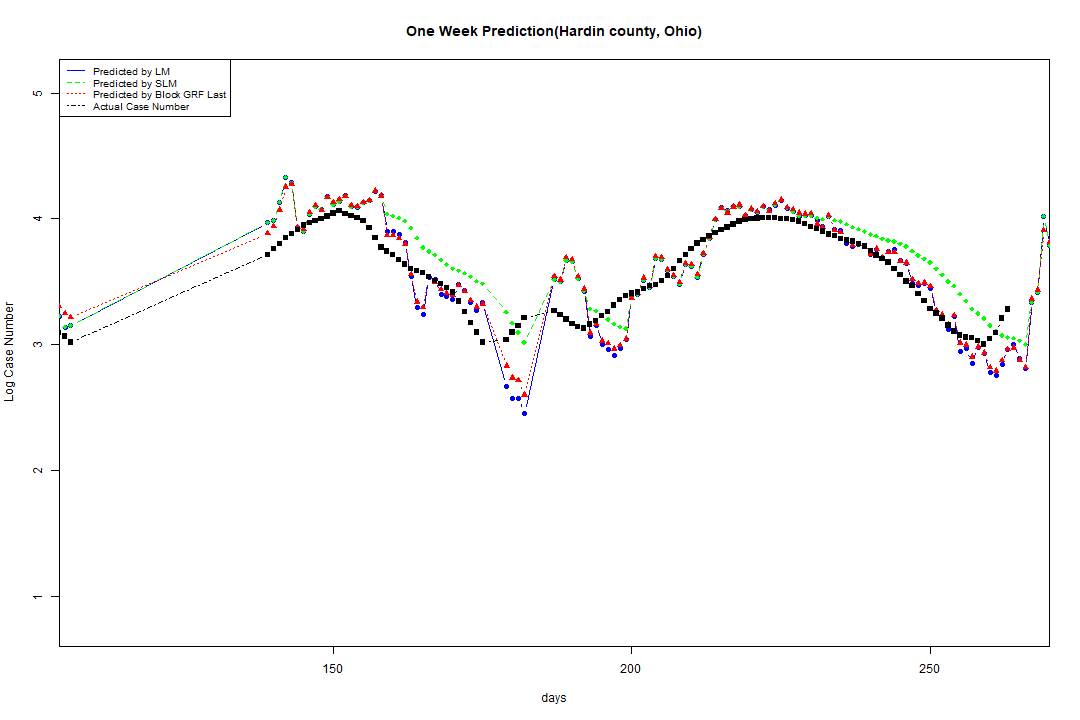 One Week Prediction(Hardin county, Ohio)
Predicted by LM
Predicted by SLM
Predicted by Block GRF Last
Actual Case Number
5
4
3
2
1
Log Case Number
150
200
250
days